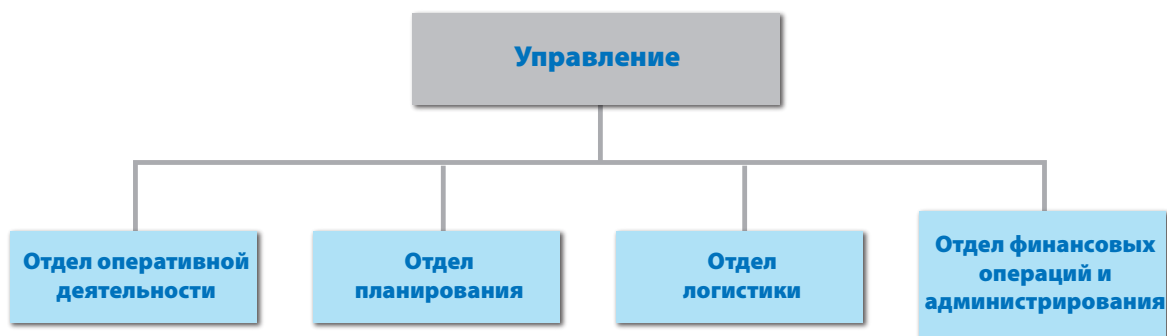 Управление
Отдел оперативной
деятельности
Отдел
планирования
Отдел
логистики
Отдел финансовых
операций и
администрирования